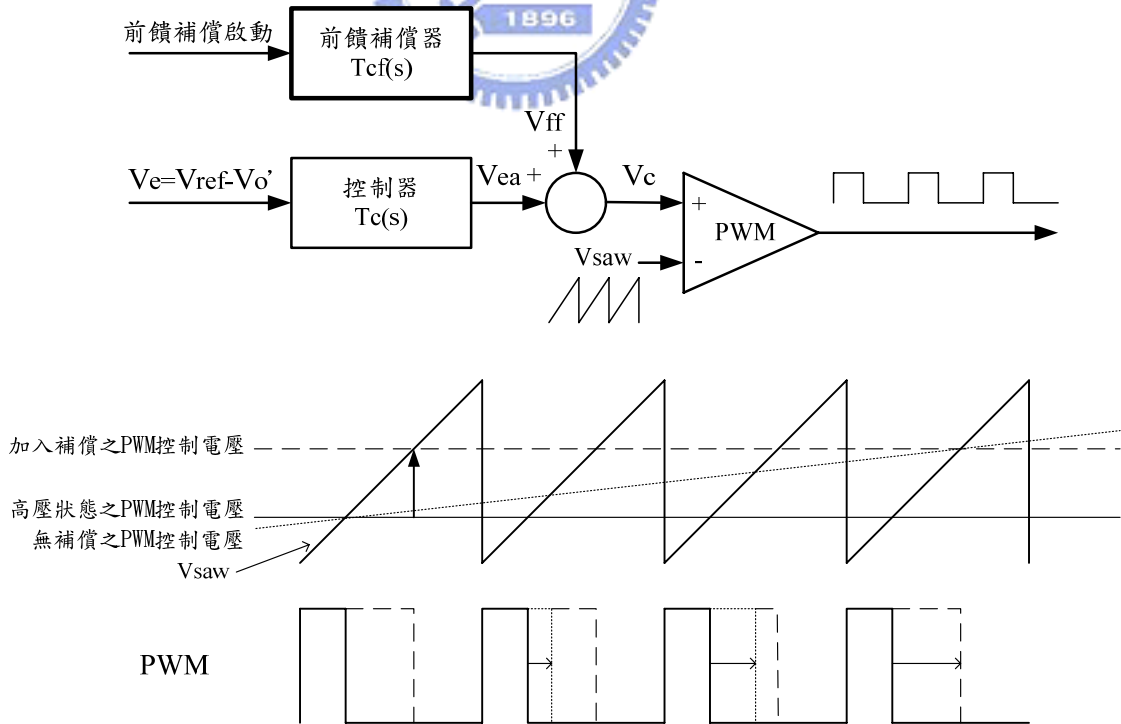 1896
前饋補償啟動
前饋補償器
Tcf(s)
Vff
+
Ve=Vref-Vo’
控制器
Tc(s)
Vea +
Vc
+
PWM
Vsaw
-
加入補償之PWM控制電壓
高壓狀態之PWM控制電壓
無補償之PWM控制電壓
Vsaw
PWM